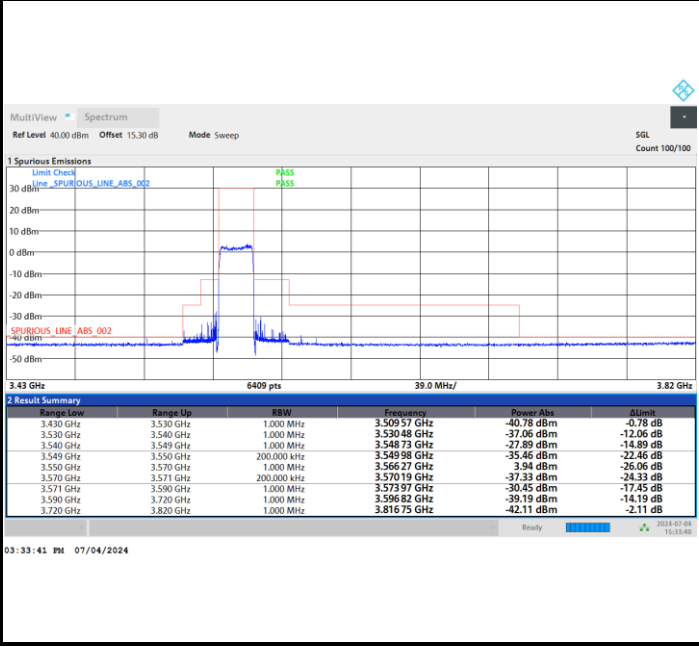 MultiView Spectrum
Ref Level 40.00 dBm Offset 15.30 dB Mode Sweep SGL
Count 100/100
1 Spurious Emissions
Limit Check PASS
Line _SPURIOUS_LINE_ABS_002 PASS
30 dBm
20 dBm
10 dBm
0 dBm
-10 dBm
-20 dBm
-30 dBm
SPURIOUS_LINE_ABS_002
-40 dBm
-50 dBm
3.43 GHz 6409 pts 39.0 MHz/ 3.82 GHz
2 Result Summary
Range Low Range Up RBW Frequency Power Abs ΔLimit
3.430 GHz 3.530 GHz 1.000 MHz 3.509 57 GHz -40.78 dBm -0.78 dB
3.530 GHz 3.540 GHz 1.000 MHz 3.530 48 GHz -37.06 dBm -12.06 dB
3.540 GHz 3.549 GHz 1.000 MHz 3.548 73 GHz -27.89 dBm -14.89 dB
3.549 GHz 3.550 GHz 200.000 kHz 3.549 98 GHz -35.46 dBm -22.46 dB
3.550 GHz 3.570 GHz 1.000 MHz 3.566 27 GHz 3.94 dBm -26.06 dB
3.570 GHz 3.571 GHz 200.000 kHz 3.570 19 GHz -37.33 dBm -24.33 dB
3.571 GHz 3.590 GHz 1.000 MHz 3.573 97 GHz -30.45 dBm -17.45 dB
3.590 GHz 3.720 GHz 1.000 MHz 3.596 82 GHz -39.19 dBm -14.19 dB
3.720 GHz 3.820 GHz 1.000 MHz 3.816 75 GHz -42.11 dBm -2.11 dB
Ready 2024-07-04
15:33:40
03:33:41 PM 07/04/2024